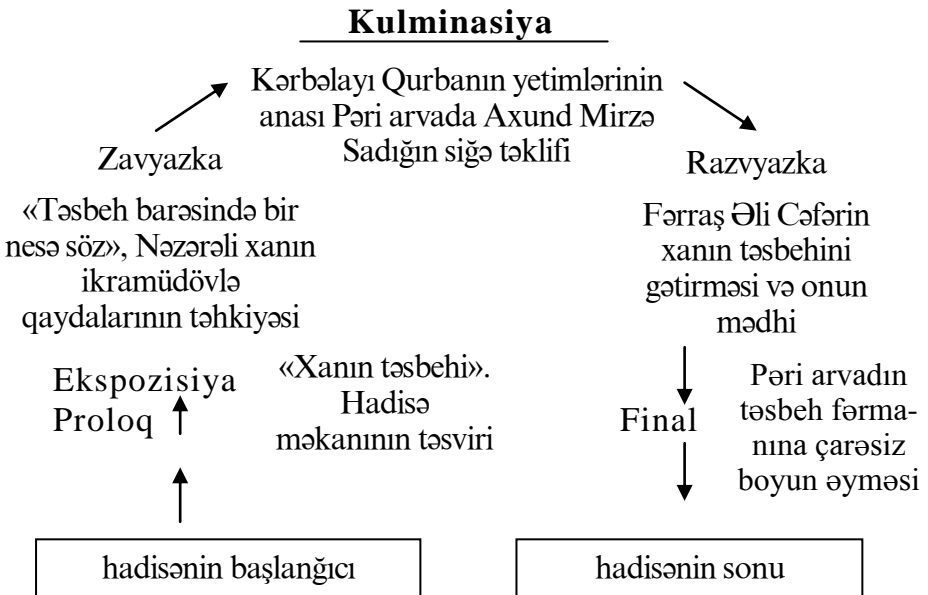 Kulminasiya
Kərbəlayı Qurbanın yetimlərinin
anası Pəri arvada Axund Mirzə
Sadığın siğə təklifi
Zavyazka
«Təsbeh barəsində bir
nesə söz», Nəzərəli xanın
ikramüdövlə
qaydalarının təhkiyəsi
Razvyazka
Fərraş Əli Cəfərin
xanın təsbehini
gətirməsi və onun
mədhi
Ekspozisiya
Proloq
«Xanın təsbehi».
Hadisə
məkanının təsviri
Final
Pəri arvadın
təsbeh fərma-
nına çarəsiz
boyun əyməsi
hadisənin başlanğıcı
hadisənin sonu